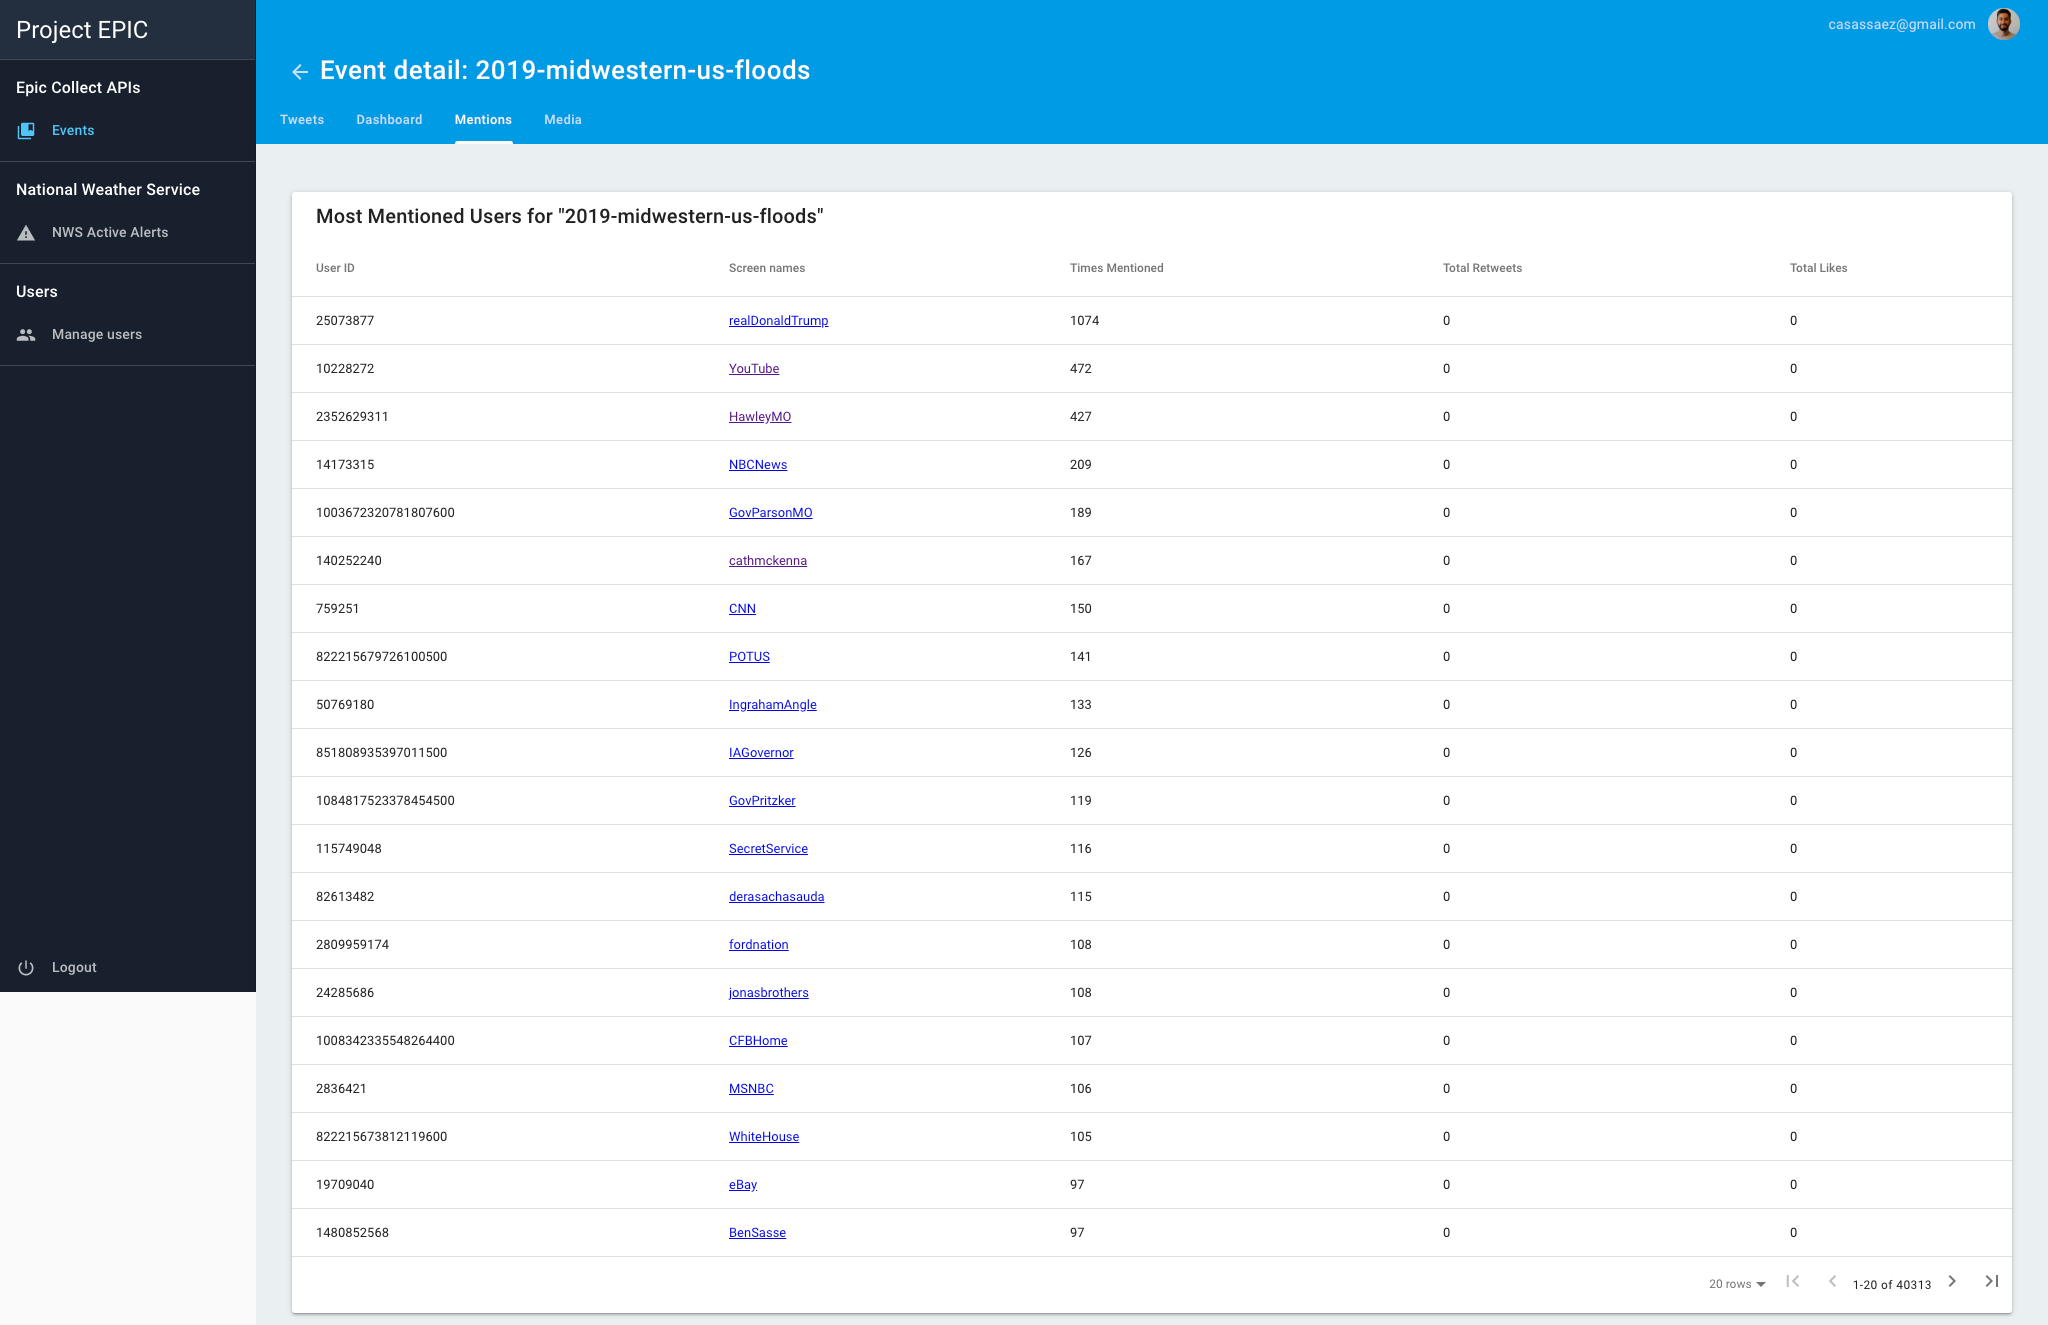 Project EPIC
Epic Collect APIs
Events
National Weather Service
NWS Active Alerts
Users
Manage users
Logout
casassaez@gmail.com
Event detail: 2019-midwestern-us-floods
Tweets Dashboard Mentions Media
Most Mentioned Users for "2019-midwestern-us-floods"
User ID Screen names Times Mentioned Total Retweets Total Likes
25073877 realDonaldTrump 1074 0 0
10228272 YouTube 472 0 0
2352629311 HawleyMO 427 0 0
14173315 NBCNews 209 0 0
1003672320781807600 GovParsonMO 189 0 0
140252240 cathmckenna 167 0 0
759251 CNN 150 0 0
822215679726100500 POTUS 141 0 0
50769180 IngrahamAngle 133 0 0
851808935397011500 IAGovernor 126 0 0
1084817523378454500 GovPritzker 119 0 0
115749048 SecretService 116 0 0
82613482 derasachasauda 115 0 0
2809959174 fordnation 108 0 0
24285686 jonasbrothers 108 0 0
1008342335548264400 CFBHome 107 0 0
2836421 MSNBC 106 0 0
822215673812119600 WhiteHouse 105 0 0
19709040 eBay 97 0 0
1480852568 BenSasse 97 0 0
20 rows 1-20 of 40313